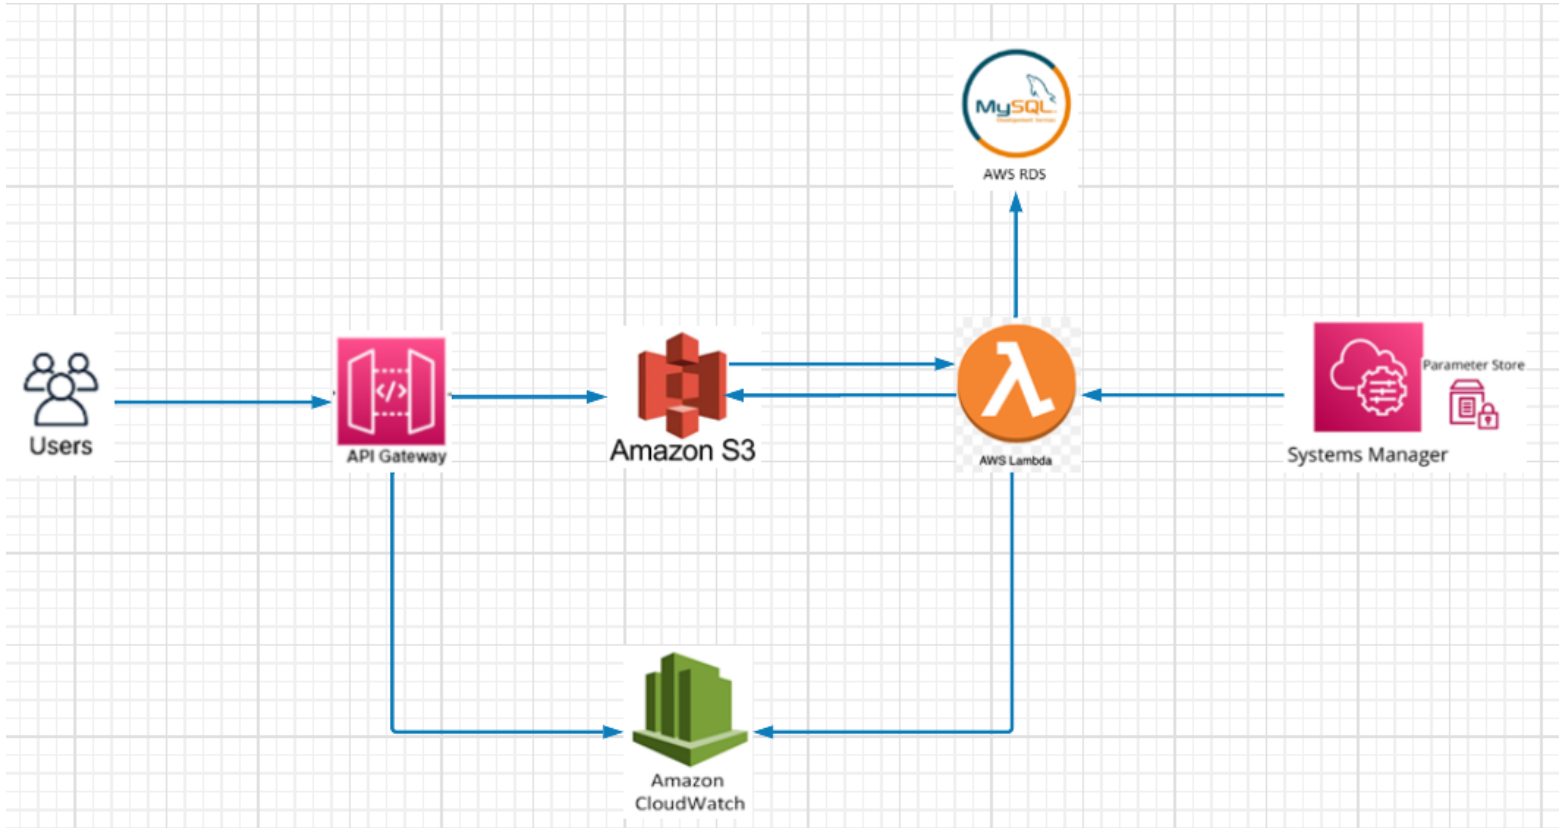 MySQL
AWS RDS
Users
</>
API Gateway
Amazon S3
λ
AWS Lambda
Parameter Store
Systems Manager
Amazon
CloudWatch